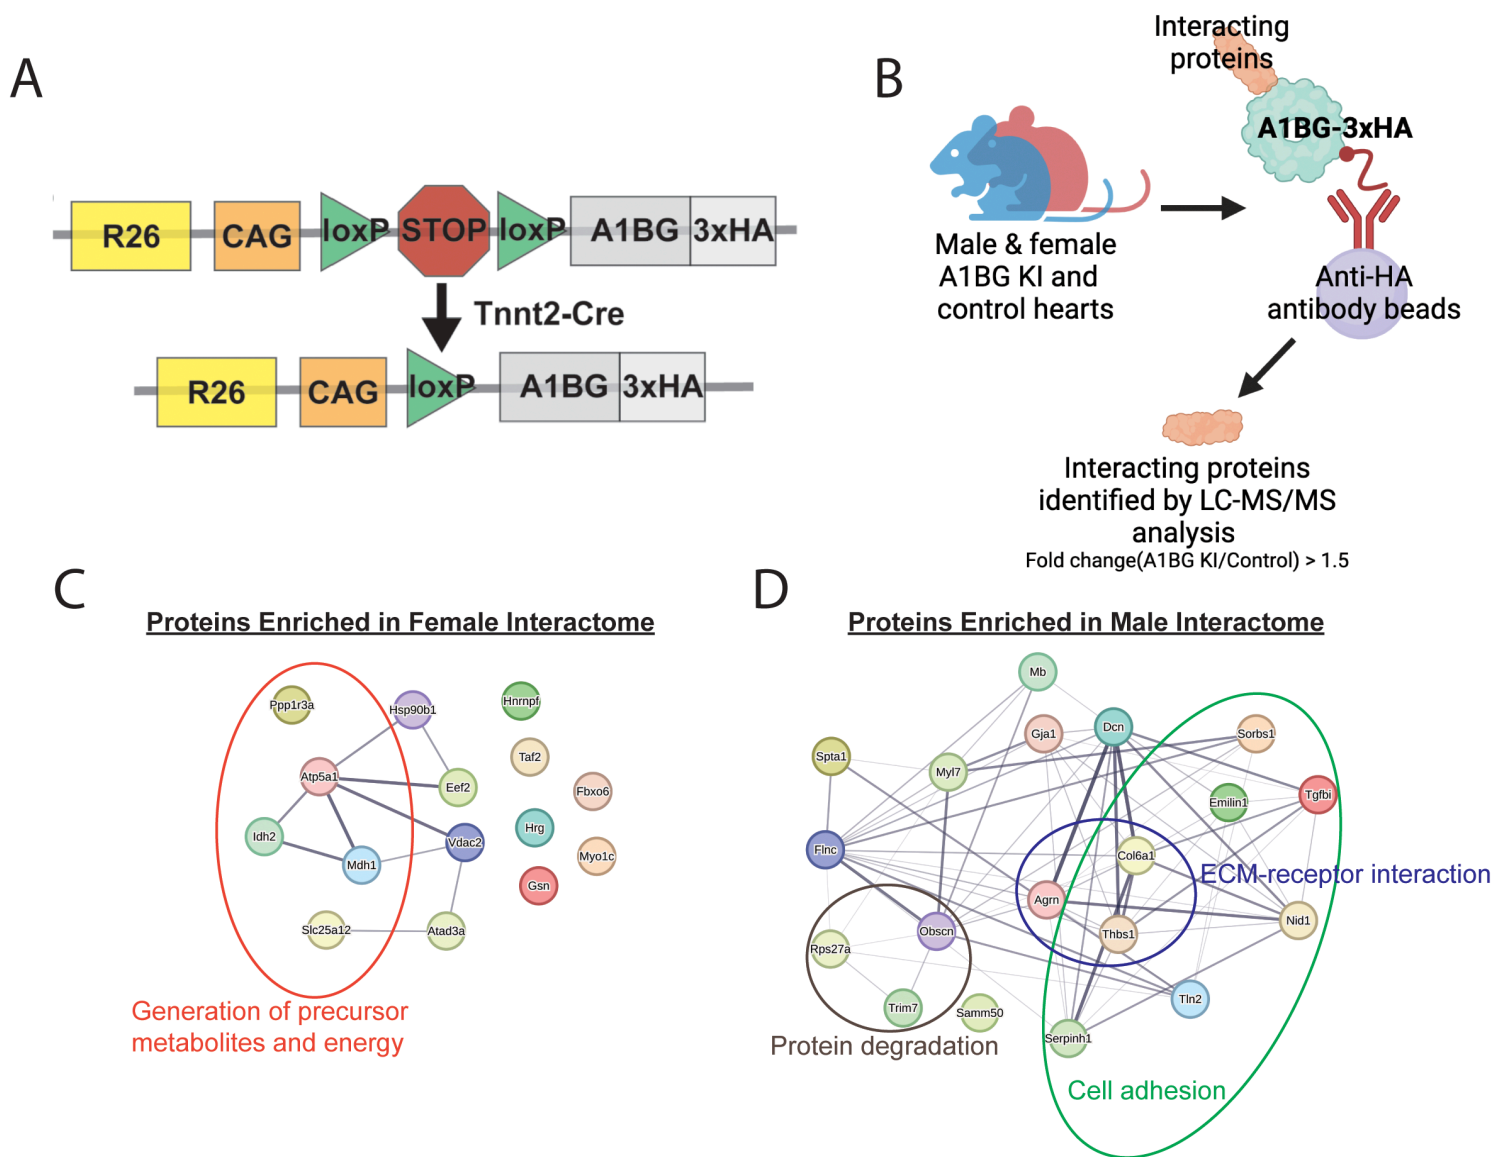 A
R26 CAG loxP STOP loxP A1BG 3xHA
Tnnt2-Cre
R26 CAG loxP A1BG 3xHA
B
Interacting
proteins
A1BG-3xHA
Male & female
A1BG KI and
control hearts
Anti-HA
antibody beads
Interacting proteins
identified by LC-MS/MS
analysis
Fold change(A1BG KI/Control) > 1.5
C
Proteins Enriched in Female Interactome
Ppp1r3a
Hsp90b1
Hnrnpf
Taf2
Atp5a1
Eef2
Fbxo6
Idh2
Mdh1
Vdac2
Hrg
Myo1c
Gsn
Slc25a12
Atad3a
Generation of precursor
metabolites and energy
D
Proteins Enriched in Male Interactome
Mb
Gja1
Dcn
Sorbs1
Spta1
Myl7
Emilin1
Tgfbi
Flnc
Col6a1
ECM-receptor interaction
Agrn
Thbs1
Nid1
Rps27a
Obscn
Trim7
Samm50
Tln2
Serpinh1
Protein degradation
Cell adhesion